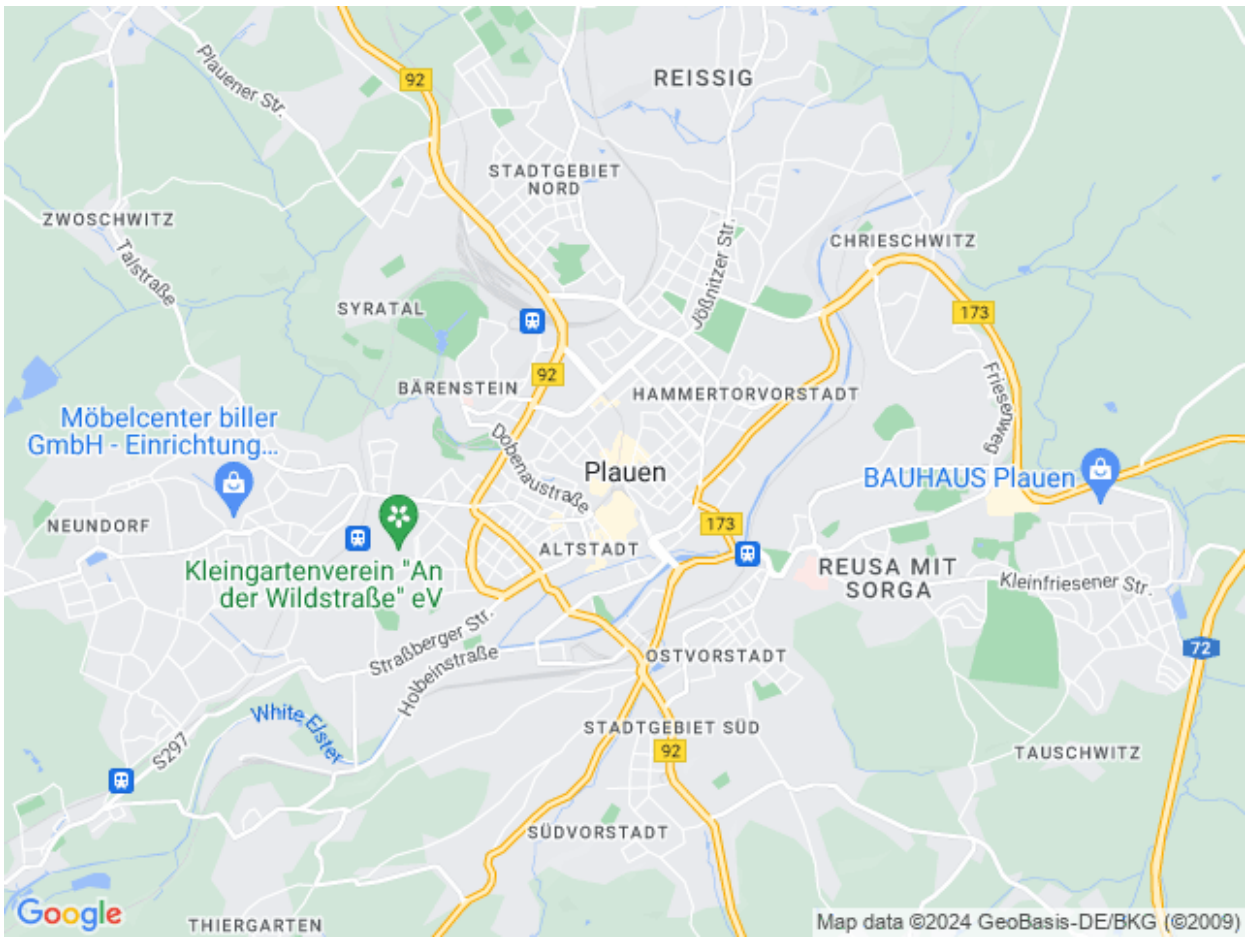 REISSIG
92
Plauener Str.
STADTGEBIET
NORD
ZWOSCHWITZ
Talstraße
CHRIESCHWITZ
Jößnitzer Str.
SYRATAL
173
92
BÄRENSTEIN
HAMMERTORVORSTADT
Friesenweg
Möbelcenter biller
GmbH - Einrichtung...
Dobenaustraße
Plauen
BAUHAUS Plauen
NEUNDORF
173
ALTSTADT
Kleingartenverein "An
der Wildstraße" eV
REUSA MIT
SORGA
Kleinfriesener Str.
Straßberger Str.
Holbeinstraße
OSTVORSTADT
72
White Elster
STADTGEBIET SÜD
S297
92
TAUSCHWITZ
SÜDVORSTADT
Google
THIERGARTEN
Map data ©2024 GeoBasis-DE/BKG (©2009)